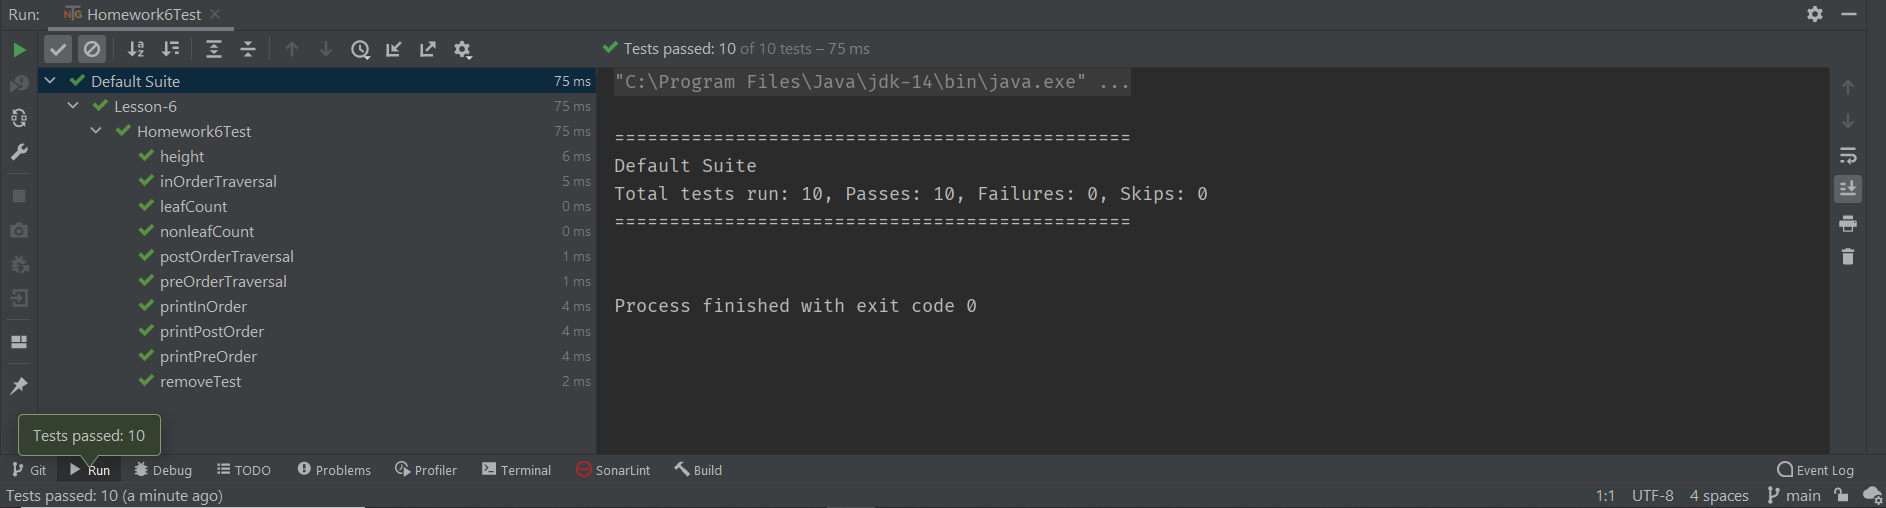 Run: Homework6Test
Tests passed: 10 of 10 tests – 75 ms
Default Suite 75 ms
Lesson-6 75 ms
Homework6Test 75 ms
height 6 ms
inOrderTraversal 5 ms
leafCount 0 ms
nonleafCount 0 ms
postOrderTraversal 1 ms
preOrderTraversal 1 ms
printInOrder 4 ms
printPostOrder 4 ms
printPreOrder 4 ms
removeTest 2 ms
"C:\Program Files\Java\jdk-14\bin\java.exe" ...
===============================================
Default Suite
Total tests run: 10, Passes: 10, Failures: 0, Skips: 0
===============================================
Process finished with exit code 0
Tests passed: 10
Git Run Debug TODO Problems Profiler Terminal SonarLint Build Event Log
Tests passed: 10 (a minute ago) 1:1 UTF-8 4 spaces main